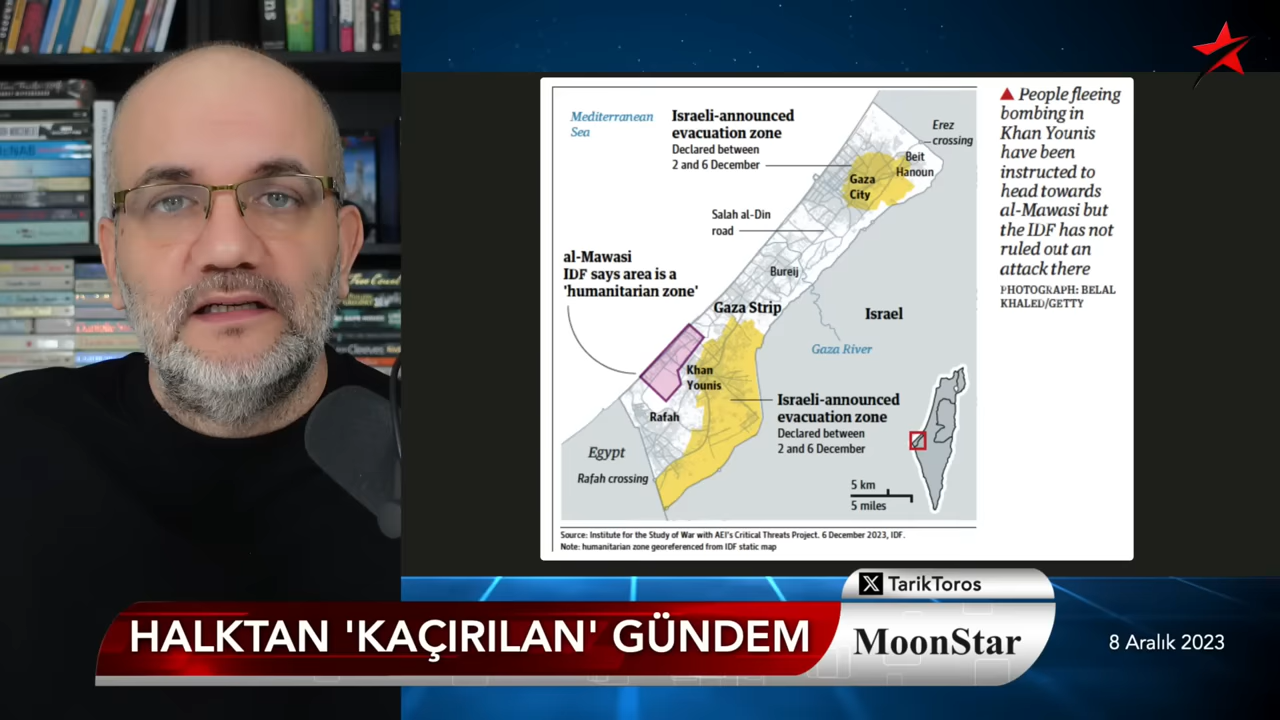 Mediterranean
Sea
Israeli-announced
evacuation zone
Declared between
2 and 6 December
Erez
crossing
Beit
Hanoun
Gaza
City
Salah al-Din
road
al-Mawasi
IDF says area is a
'humanitarian zone'
Bureij
Gaza Strip
Israel
Gaza River
Khan
Younis
Rafah
Israeli-announced
evacuation zone
Declared between
2 and 6 December
Egypt
Rafah crossing
5 km
5 miles
Source: Institute for the Study of War with AEI's Critical Threats Project. 6 December 2023, IDF.
Note: humanitarian zone georeferenced from IDF static map
▲ People fleeing
bombing in
Khan Younis
have been
instructed to
head towards
al-Mawasi but
the IDF has not
ruled out an
attack there
PHOTOGRAPH: BELAL
KHALED/GETTY
X TarikToros
HALKTAN 'KAÇIRILAN' GÜNDEM
MoonStar
8 Aralık 2023